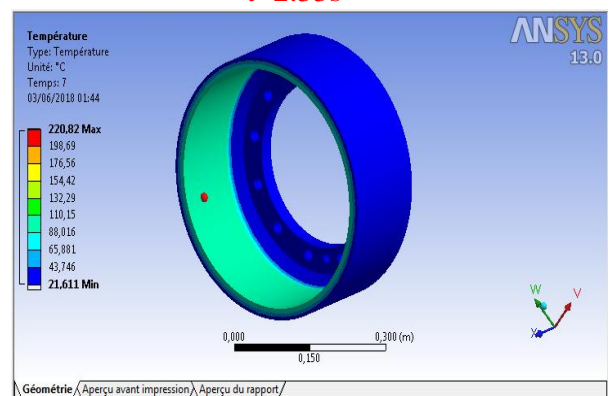 ANSYS
13.0
Température
Type: Température
Unité: °C
Temps: 7
03/06/2018 01:44
220,82 Max
198,69
176,56
154,42
132,29
110,15
88,016
65,881
43,746
21,611 Min
W
V
X
0,000
0,300 (m)
0,150
Géométrie
Aperçu avant impression
Aperçu du rapport